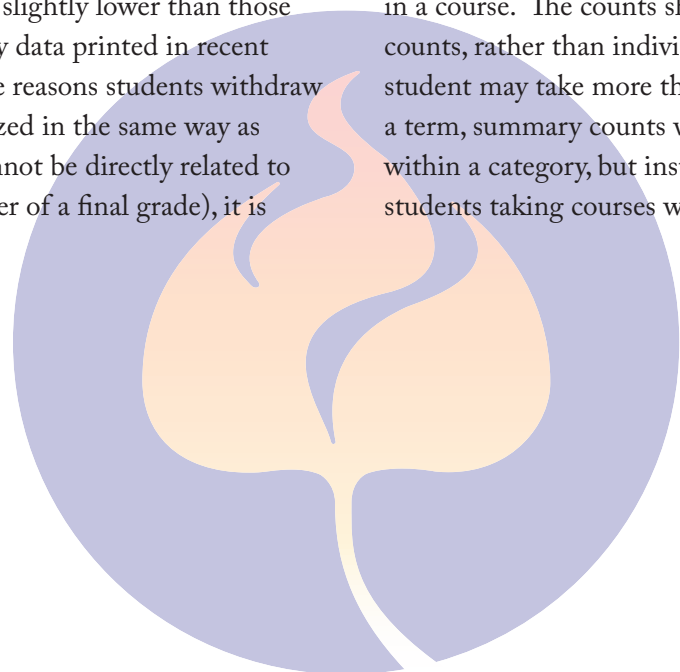 slightly lower than those
data printed in recent
reasons students withdraw
in the same way as
be directly related to
of a final grade), it is
in a course. The counts
counts, rather than
student may take more
a term, summary counts
within a category, but
students taking courses